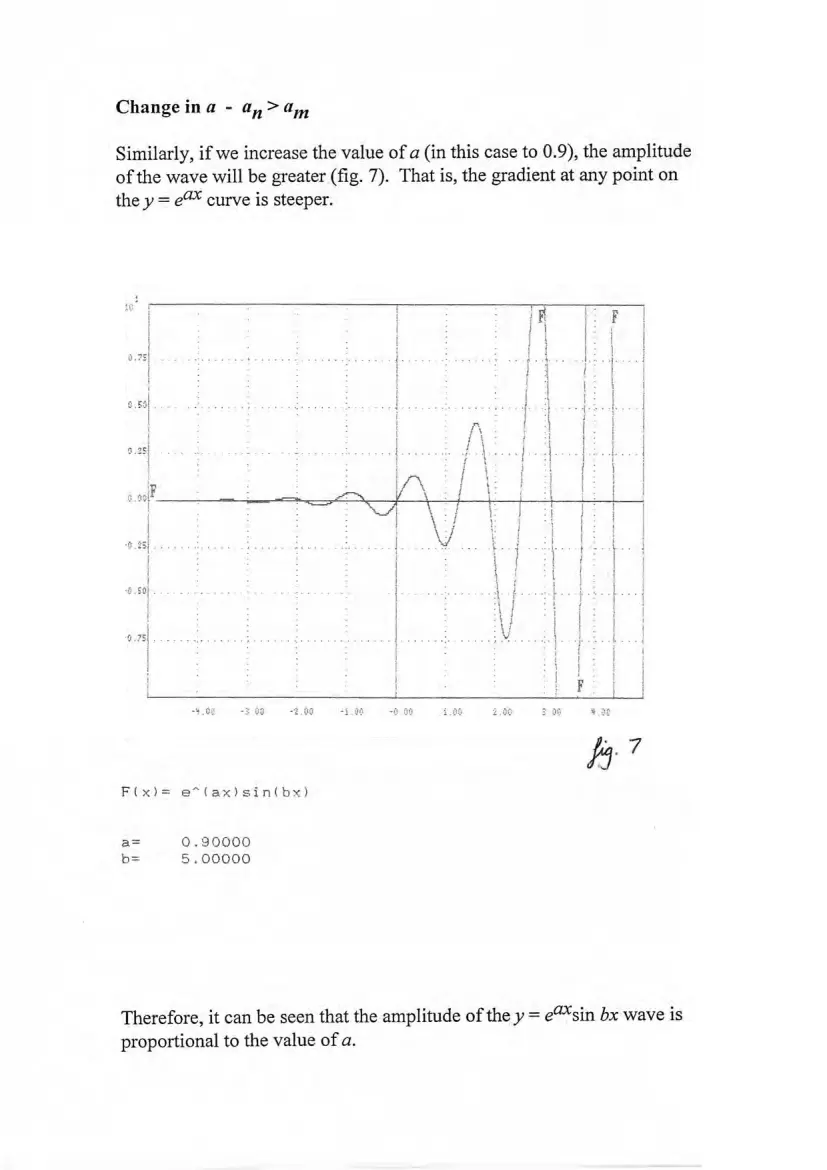 Change in a - an > am
Similarly, if we increase the value of a (in this case to 0.9), the amplitude
of the wave will be greater (fig. 7). That is, the gradient at any point on
the y = e^ax curve is steeper.
10
F F
0.75
0.50
0.25
0.00 F
-0.25
-0.50
-0.75
F
-4.00 -3.00 -2.00 -1.00 -0.00 1.00 2.00 3.00 4.00
fig. 7
F(x)= e^(ax)sin(bx)
a= 0.90000
b= 5.00000
Therefore, it can be seen that the amplitude of the y = e^ax sin bx wave is
proportional to the value of a.